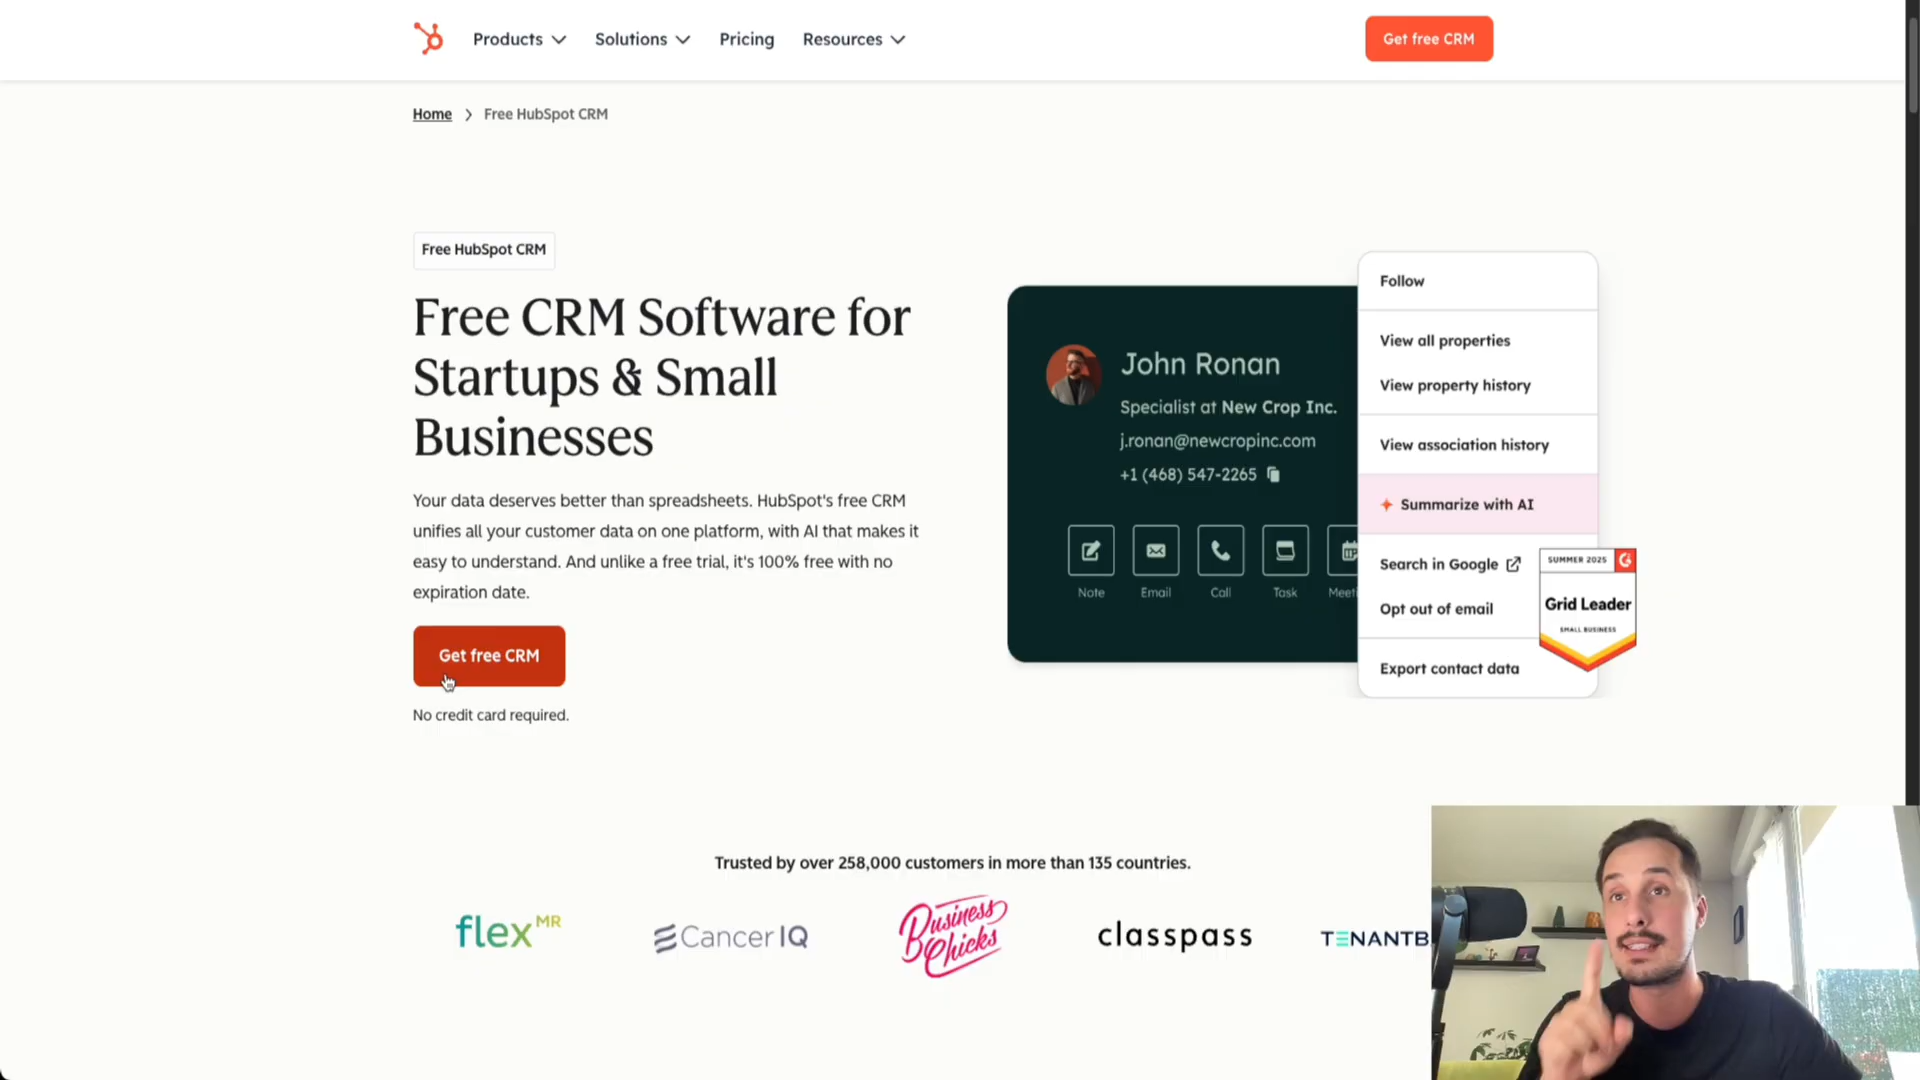 Products
Solutions
Pricing
Resources
Get free CRM
Home > Free HubSpot CRM
Free HubSpot CRM
Free CRM Software for
Startups & Small
Businesses
Your data deserves better than spreadsheets. HubSpot's free CRM
unifies all your customer data on one platform, with AI that makes it
easy to understand. And unlike a free trial, it's 100% free with no
expiration date.
Get free CRM
No credit card required.
John Ronan
Specialist at New Crop Inc.
j.ronan@newcropinc.com
+1 (468) 547-2265
Note
Email
Call
Task
Meeti
Follow
View all properties
View property history
View association history
Summarize with AI
Search in Google
Opt out of email
Export contact data
SUMMER 2025
Grid Leader
SMALL BUSINESS
Trusted by over 258,000 customers in more than 135 countries.
flexMR
CancerIQ
Business
Chicks
classpass
TENANTB